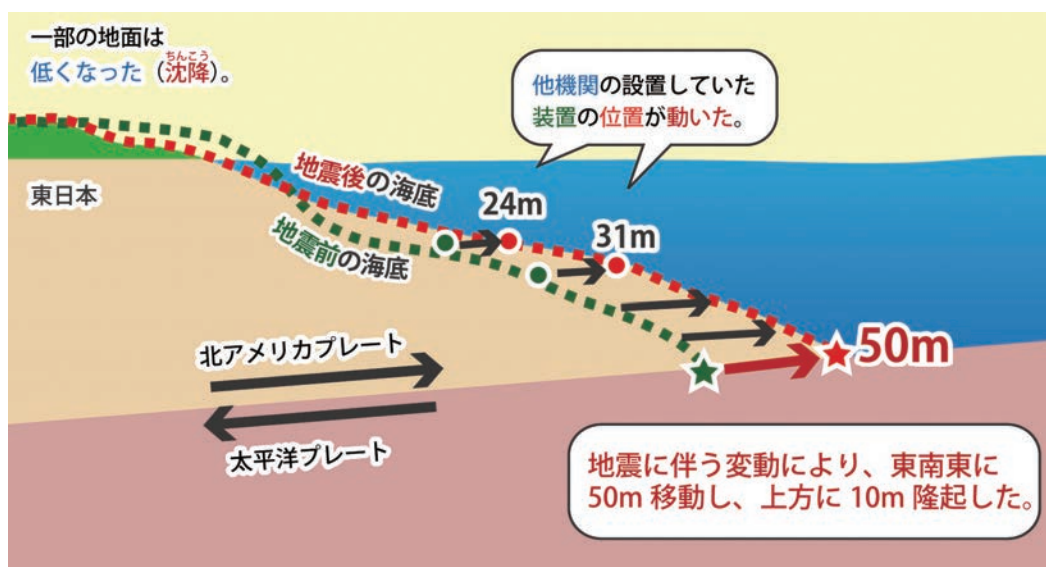 一部の地面は
ちんこう
低くなった（沈降）。
他機関の設置していた
装置の位置が動いた。
東日本
地震後の海底
地震前の海底
24m
31m
50m
北アメリカプレート
太平洋プレート
地震に伴う変動により、東南東に
50m 移動し、上方に 10m 隆起した。